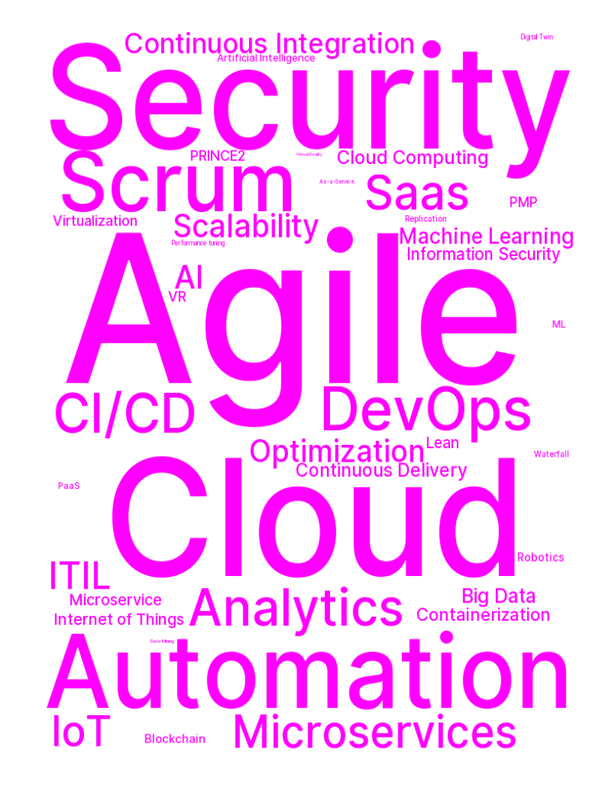 Digital Twin
Continuous Integration
Artificial Intelligence
Security
PRINCE2
Virtual Reality
Cloud Computing
Scrum
As-a-Service
Saas
PMP
Virtualization
Scalability
Replication
Performance tuning
Machine Learning
Information Security
Agile
AI
VR
ML
CI/CD
DevOps
Optimization
Lean
Waterfall
Continuous Delivery
PaaS
Cloud
Robotics
ITIL
Microservice
Analytics
Big Data
Internet of Things
Containerization
Data Mining
Automation
IoT
Blockchain
Microservices